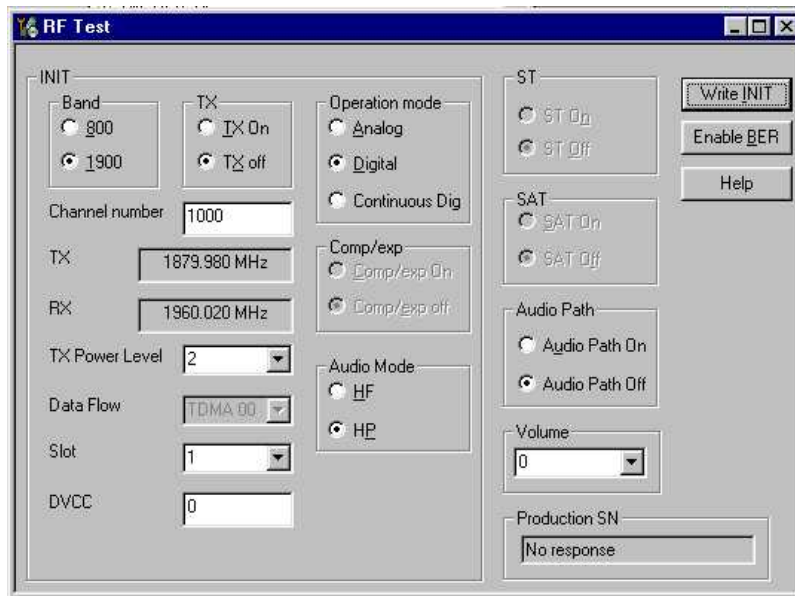 RF Test
INIT
Band
800
1900
TX
TX On
TX off
Operation mode
Analog
Digital
Continuous Dig
Channel number
1000
TX
1879.980 MHz
RX
1960.020 MHz
TX Power Level
2
Data Flow
TDMA 00
Slot
1
DVCC
0
Comp/exp
Comp/exp On
Comp/exp off
Audio Mode
HF
HP
ST
ST On
ST Off
SAT
SAT On
SAT Off
Audio Path
Audio Path On
Audio Path Off
Volume
0
Production SN
No response
Write INIT
Enable BER
Help